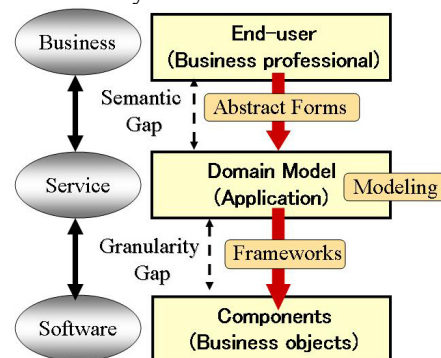 Business
End-user
(Business professional)
Semantic
Gap
Abstract Forms
Service
Domain Model
(Application)
Modeling
Granularity
Gap
Frameworks
Software
Components
(Business objects)